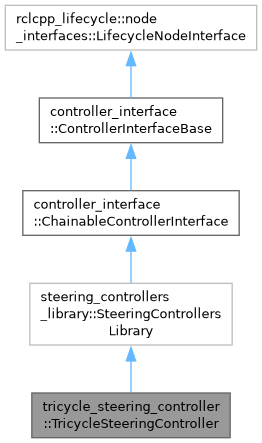 rclcpp_lifecycle::node
_interfaces::LifecycleNodeInterface
controller_interface
::ControllerInterfaceBase
controller_interface
::ChainableControllerInterface
steering_controllers
_library::SteeringControllers
Library
tricycle_steering_controller
::TricycleSteeringController